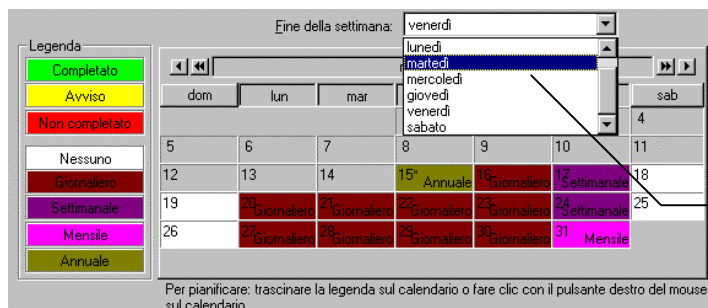 Fine della settimana: venerdì
lunedì
martedì
mercoledì
giovedì
venerdì
sabato
Legenda
Completato
Avviso
Non completato
Nessuno
Giornaliero
Settimanale
Mensile
Annuale
dom lun mar sab
4
5 6 7 8 9 10 11
12 13 14 15* Annuale 16 Giornaliero 17 Settimanale 18
19 20 Giornaliero 21 Giornaliero 22 Giornaliero 23 Giornaliero 24 Settimanale 25
26 27 Giornaliero 28 Giornaliero 29 Giornaliero 30 Giornaliero 31 Mensile
Per pianificare: trascinare la legenda sul calendario o fare clic con il pulsante destro del mouse
sul calendario